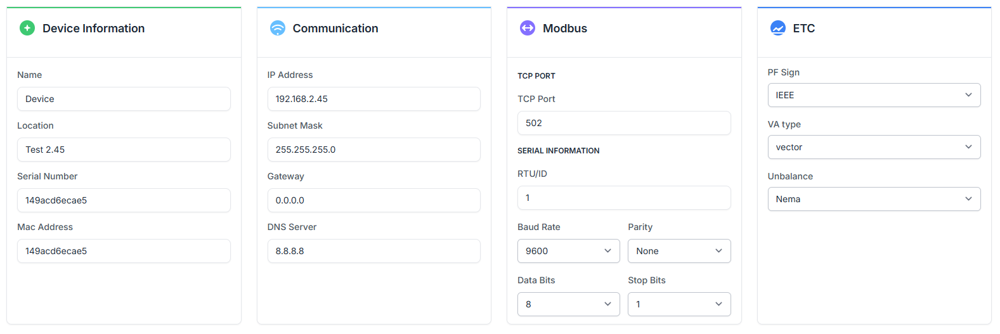 Device Information
Name
Device
Location
Test 2.45
Serial Number
149acd6ecae5
Mac Address
149acd6ecae5
Communication
IP Address
192.168.2.45
Subnet Mask
255.255.255.0
Gateway
0.0.0.0
DNS Server
8.8.8.8
Modbus
TCP PORT
TCP Port
502
SERIAL INFORMATION
RTU/ID
1
Baud Rate
9600
Parity
None
Data Bits
8
Stop Bits
1
ETC
PF Sign
IEEE
VA type
vector
Unbalance
Nema